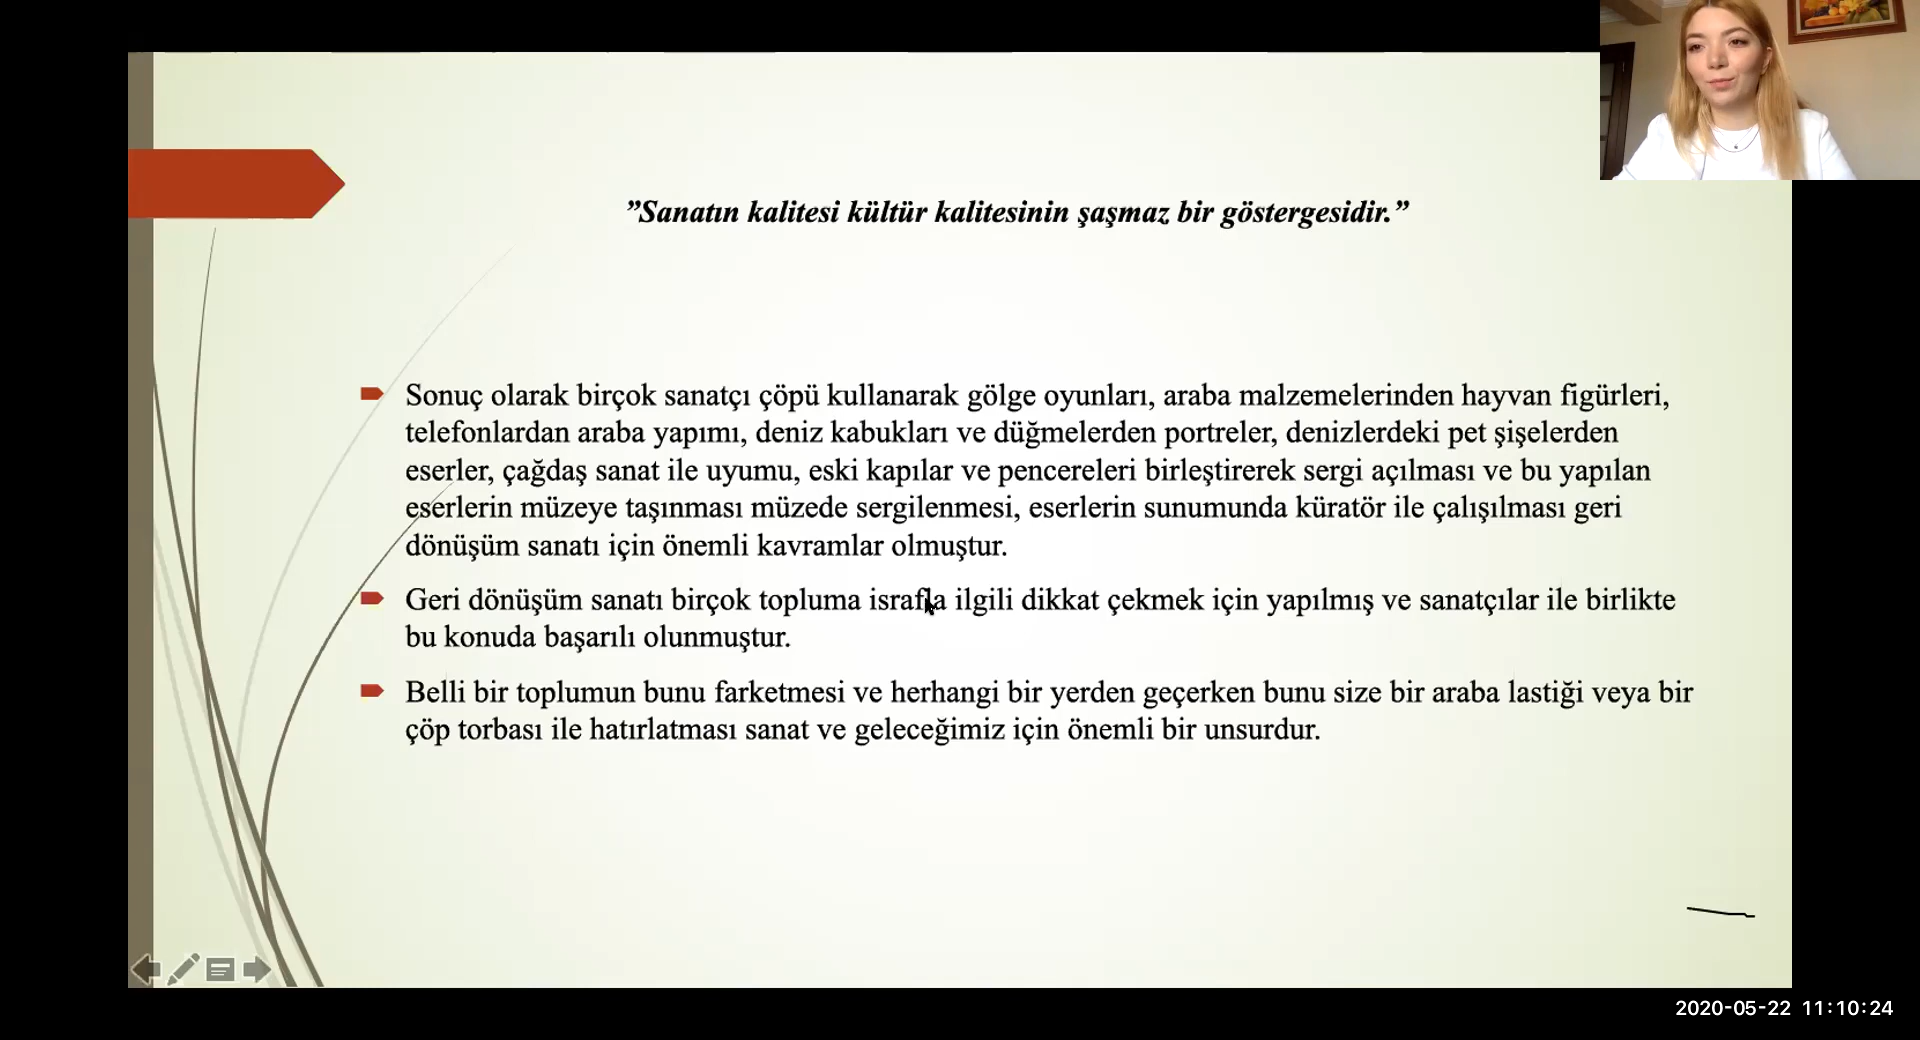 ”Sanatın kalitesi kültür kalitesinin şaşmaz bir göstergesidir.”
Sonuç olarak birçok sanatçı çöpü kullanarak gölge oyunları, araba malzemelerinden hayvan figürleri,
telefonlardan araba yapımı, deniz kabukları ve düğmelerden portreler, denizlerdeki pet şişelerden
eserler, çağdaş sanat ile uyumu, eski kapılar ve pencereleri birleştirerek sergi açılması ve bu yapılan
eserlerin müzeye taşınması müzede sergilenmesi, eserlerin sunumunda küratör ile çalışılması geri
dönüşüm sanatı için önemli kavramlar olmuştur.
Geri dönüşüm sanatı birçok topluma israfla ilgili dikkat çekmek için yapılmış ve sanatçılar ile birlikte
bu konuda başarılı olunmuştur.
Belli bir toplumun bunu farketmesi ve herhangi bir yerden geçerken bunu size bir araba lastiği veya bir
çöp torbası ile hatırlatması sanat ve geleceğimiz için önemli bir unsurdur.
2020-05-22 11:10:24